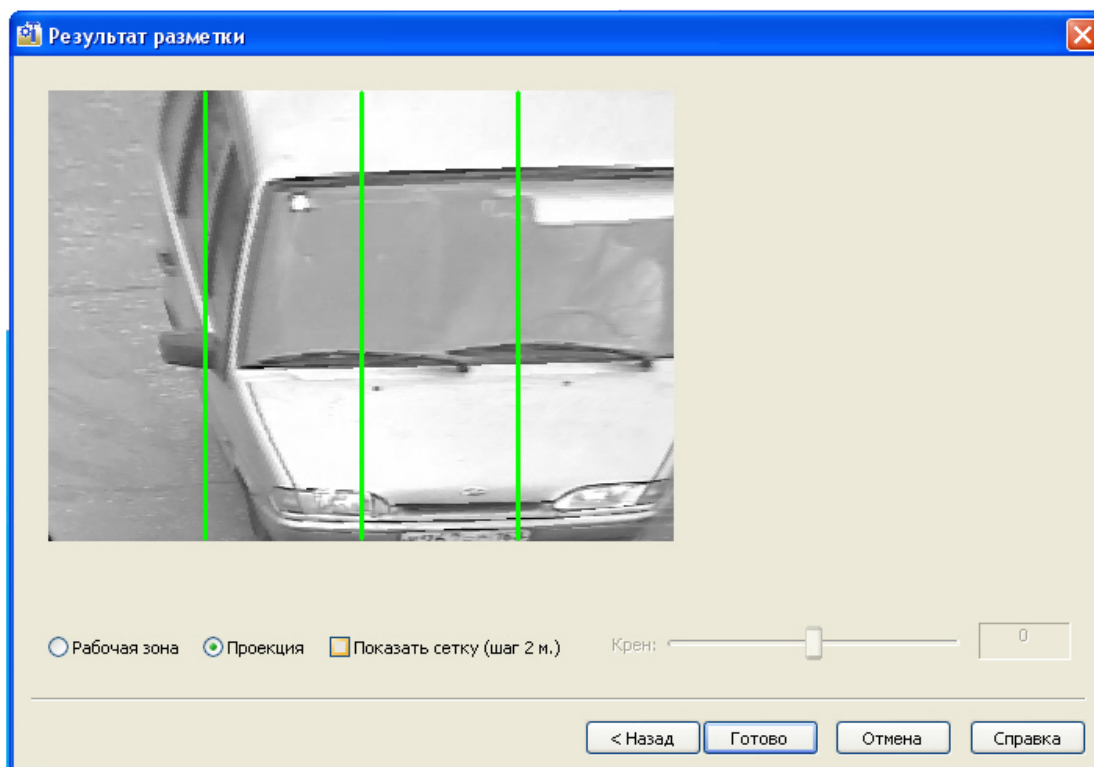 Результат разметки
Рабочая зона Проекция Показать сетку (шаг 2 м.) Крен: 0
< Назад Готово Отмена Справка